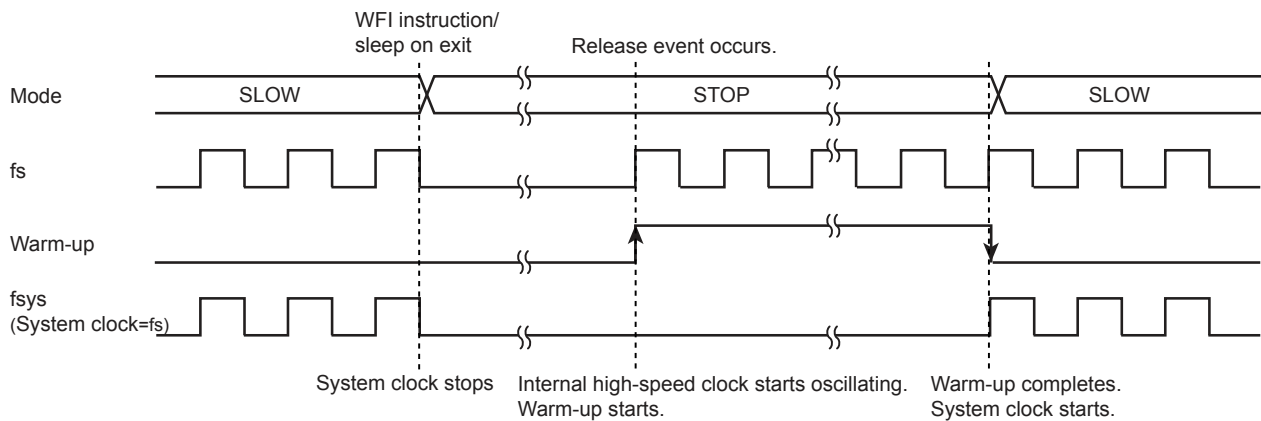 WFI instruction/
sleep on exit
Release event occurs.
Mode
SLOW
STOP
SLOW
fs
Warm-up
fsys
(System clock=fs)
System clock stops
Internal high-speed clock starts oscillating.
Warm-up starts.
Warm-up completes.
System clock starts.